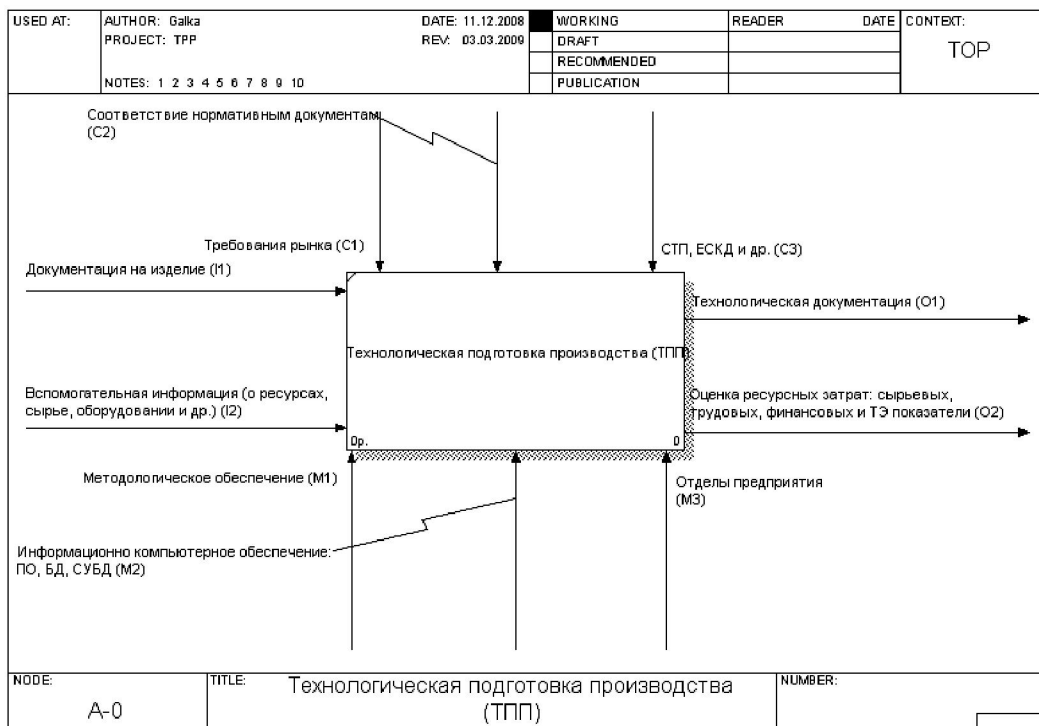 USED AT:
AUTHOR: Galka
DATE: 11.12.2008
WORKING
READER
DATE
CONTEXT:
PROJECT: TPP
REV: 03.03.2009
DRAFT
TOP
RECOMMENDED
NOTES: 1 2 3 4 5 6 7 8 9 10
PUBLICATION
Соответствие нормативным документам
(C2)
Требования рынка (C1)
СТП, ЕСКД и др. (C3)
Документация на изделие (I1)
Технологическая документация (O1)
Технологическая подготовка производства (ТПП)
Вспомогательная информация (о ресурсах,
сырье, оборудовании и др.) (I2)
Оценка ресурсных затрат: сырьевых,
трудовых, финансовых и ТЭ показатели (O2)
0р.
0
Методологическое обеспечение (M1)
Отделы предприятия
(M3)
Информационно компьютерное обеспечение:
ПО, БД, СУБД (M2)
NODE:
TITLE:
NUMBER:
A-0
Технологическая подготовка производства
(ТПП)